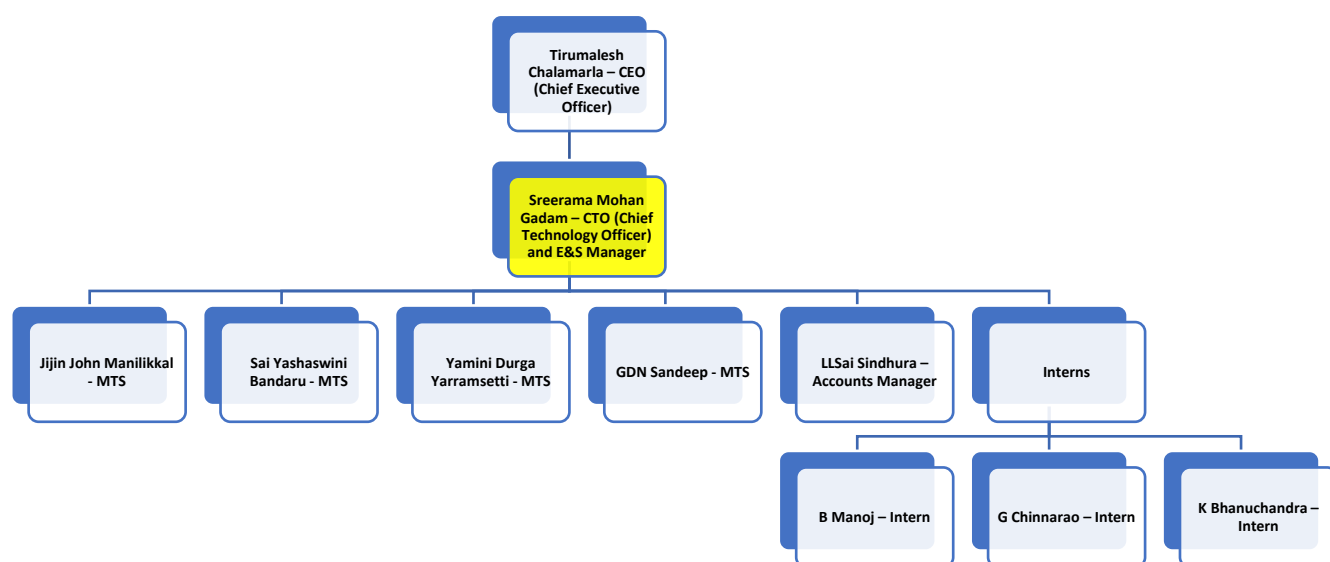 Tirumalesh
Chalamarla – CEO
(Chief Executive
Officer)
Sreerama Mohan
Gadam – CTO (Chief
Technology Officer)
and E&S Manager
Jijin John Manilikkal
- MTS
Sai Yashaswini
Bandaru - MTS
Yamini Durga
Yarramsetti - MTS
GDN Sandeep - MTS
LLSai Sindhura –
Accounts Manager
Interns
B Manoj – Intern
G Chinnarao – Intern
K Bhanuchandra –
Intern